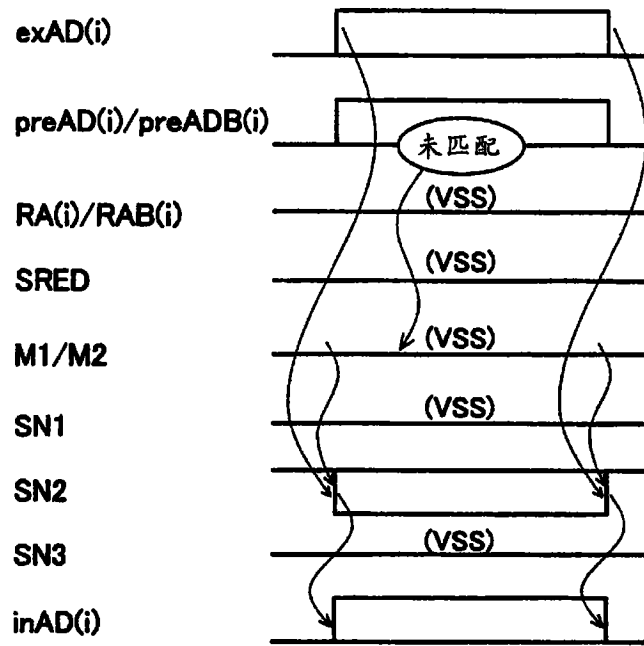 exAD(i)
preAD(i)/preADB(i)
未匹配
RA(i)/RAB(i)
(VSS)
SRED
(VSS)
M1/M2
(VSS)
SN1
(VSS)
SN2
SN3
(VSS)
inAD(i)